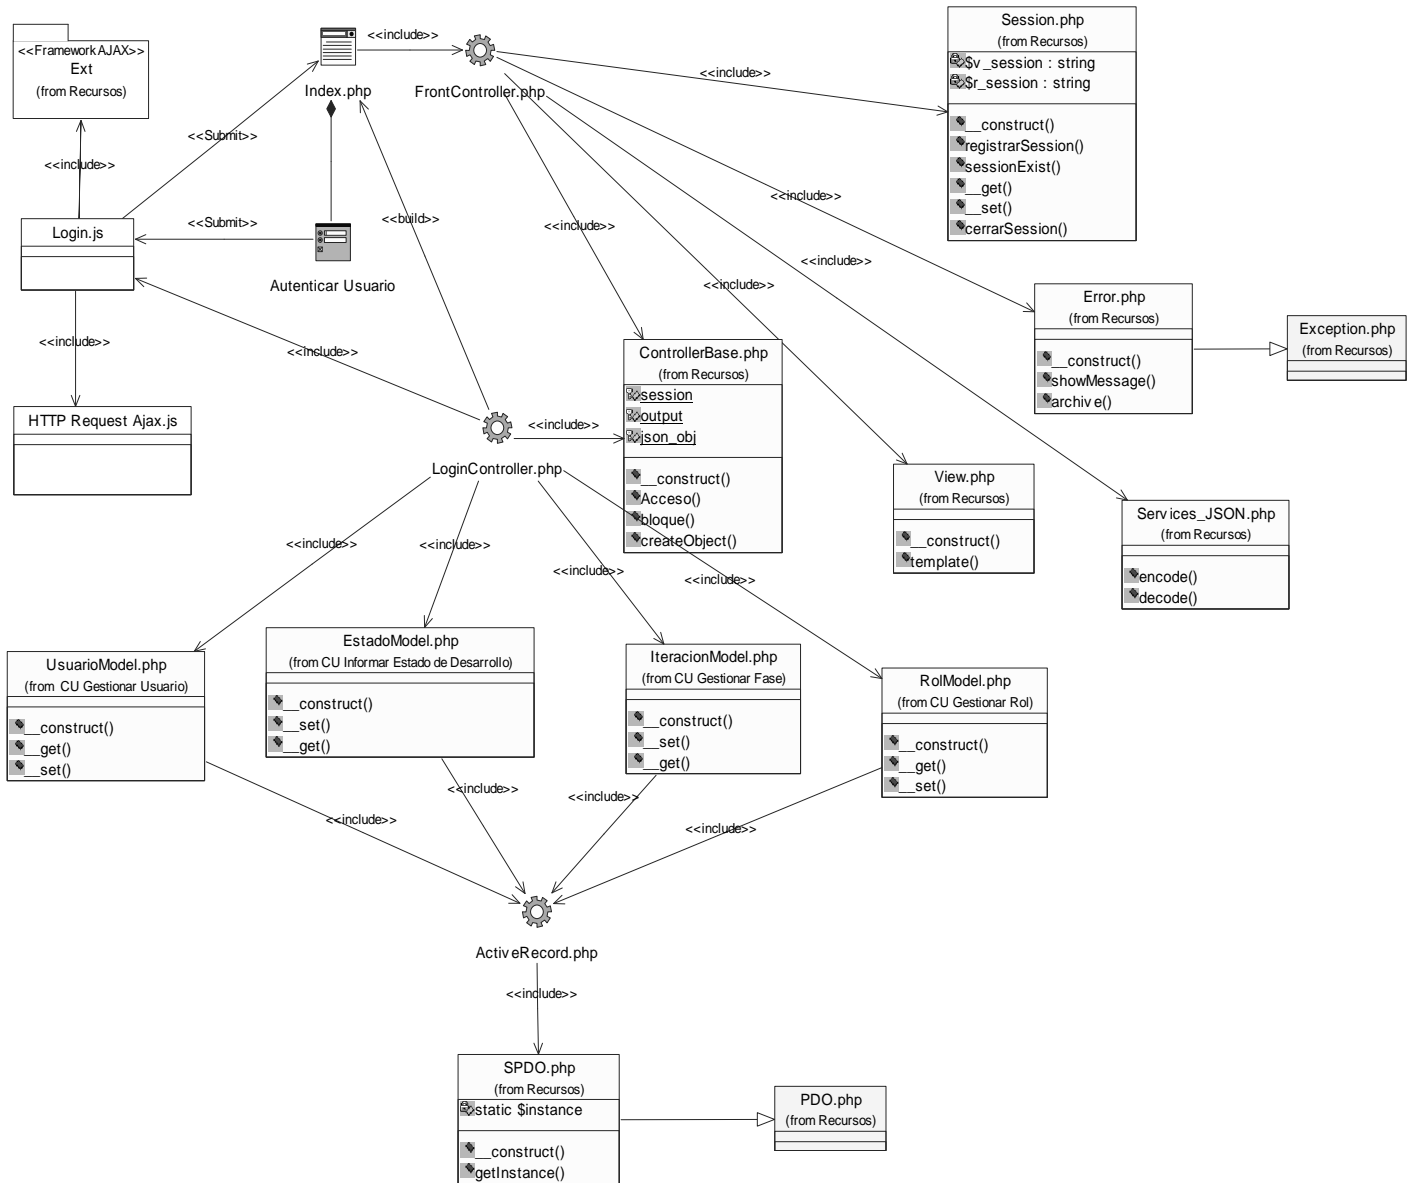 <<Framework AJAX>>
Ext
(from Recursos)
<<include>>
<<Submit>>
Index.php
<<include>>
FrontController.php
<<include>>
Session.php
(from Recursos)
$v_session : string
$r_session : string
__construct()
registrarSession()
sessionExist()
__get()
__set()
cerrarSession()
Login.js
<<Submit>>
Autenticar Usuario
<<build>>
<<include>>
<<include>>
<<include>>
<<include>>
<<include>>
<<include>>
HTTP Request Ajax.js
<<include>>
LoginController.php
ControllerBase.php
(from Recursos)
session
output
json_obj
__construct()
Acceso()
bloque()
createObject()
Error.php
(from Recursos)
__construct()
showMessage()
archive()
Exception.php
(from Recursos)
View.php
(from Recursos)
__construct()
template()
Services_JSON.php
(from Recursos)
encode()
decode()
<<include>>
<<include>>
<<include>>
<<include>>
UsuarioModel.php
(from CU Gestionar Usuario)
__construct()
__get()
__set()
EstadoModel.php
(from CU Informar Estado de Desarrollo)
__construct()
__set()
__get()
IteracionModel.php
(from CU Gestionar Fase)
__construct()
__set()
__get()
RolModel.php
(from CU Gestionar Rol)
__construct()
__get()
__set()
<<include>>
<<include>>
<<include>>
<<include>>
ActiveRecord.php
<<include>>
SPDO.php
(from Recursos)
static $instance
__construct()
getInstance()
PDO.php
(from Recursos)